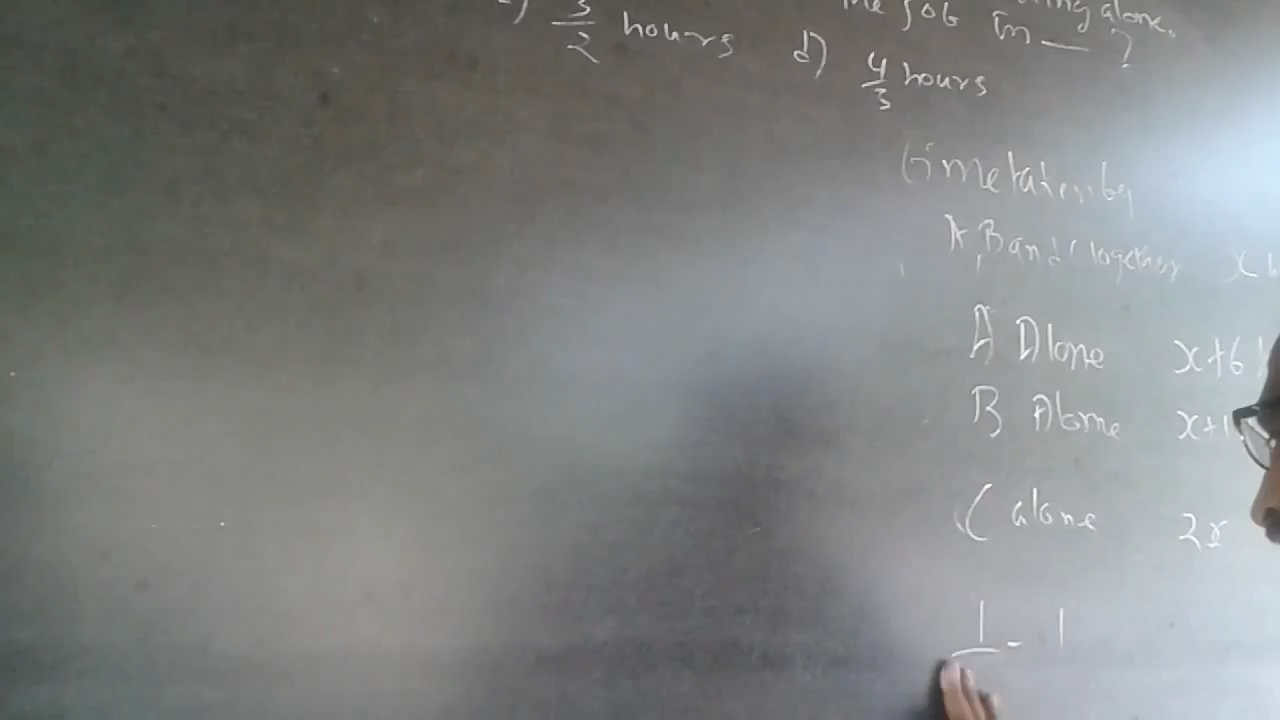 the job
in — ?
3/2 hours d) 4/3 hours
Time taken by
A, B and C together x
A Alone x+6
B Alone x+1
C alone 2x
1 - 1